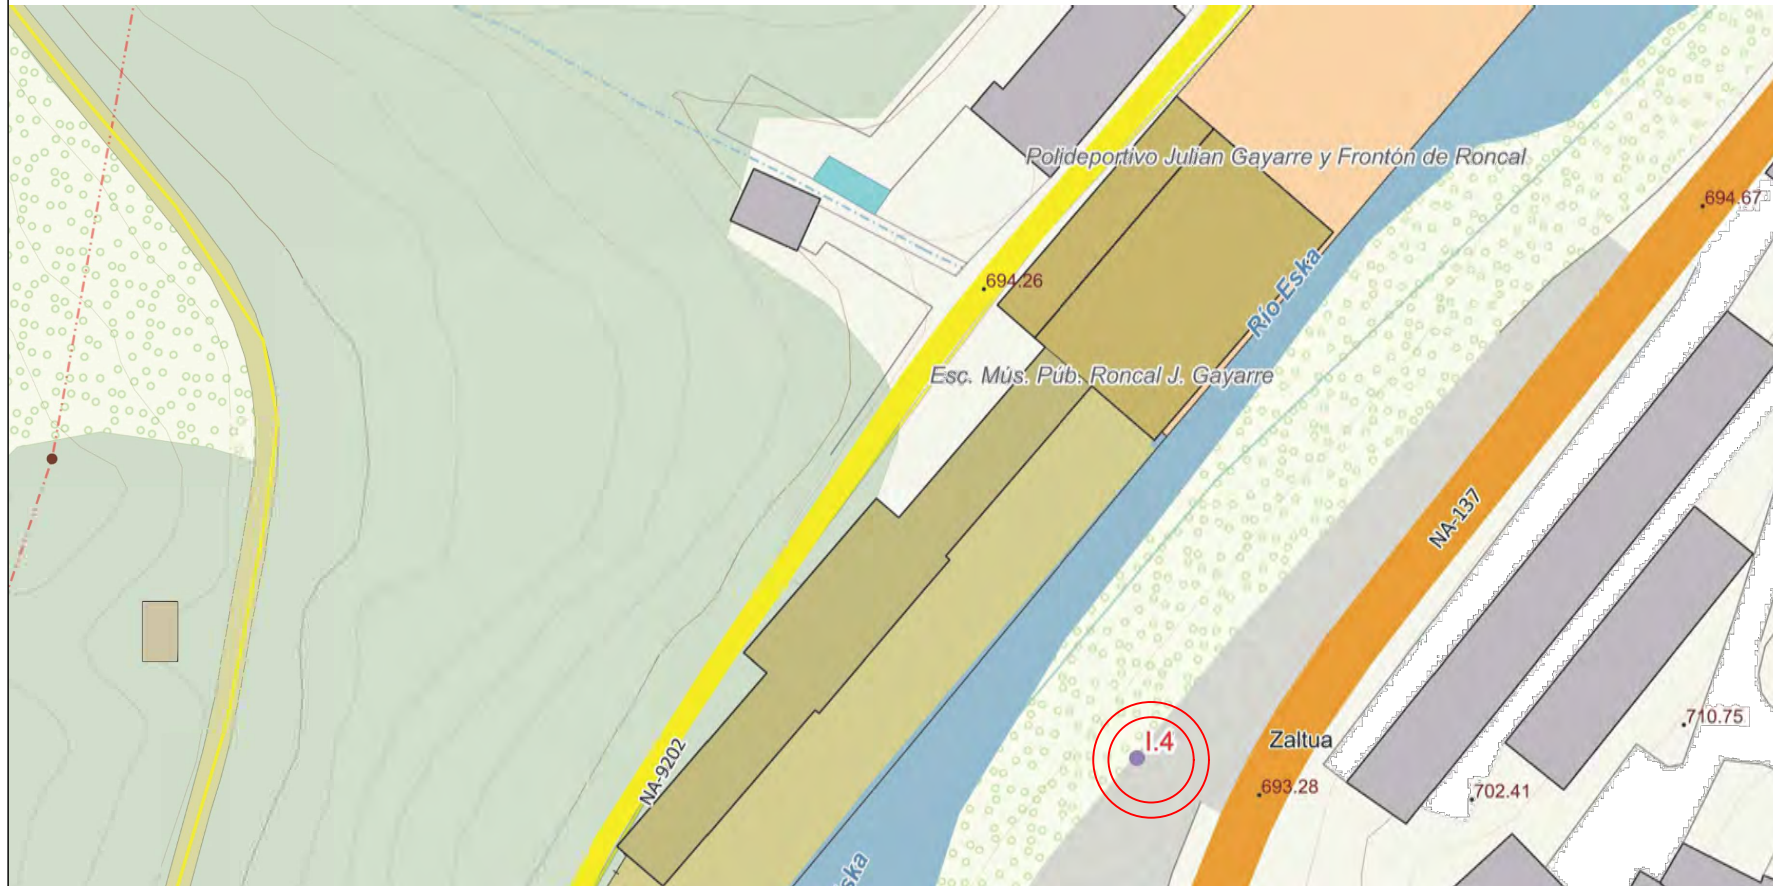 Polideportivo Julian Gayarre y Frontón de Roncal
694.67
694.26
Río Eska
Esc. Mús. Púb. Roncal J. Gayarre
NA-137
710.75
I.4
Zaltua
NA-9202
693.28
702.41
ska